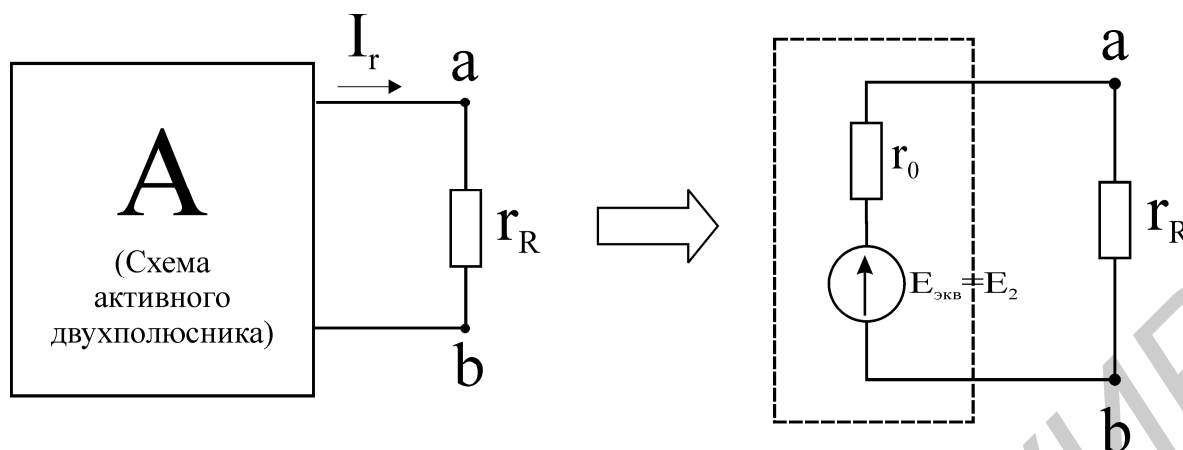 I_r
a
A
(Схема
активного
двухполюсника)
r_R
b
a
r_0
r_R
E_экв=E_2
b